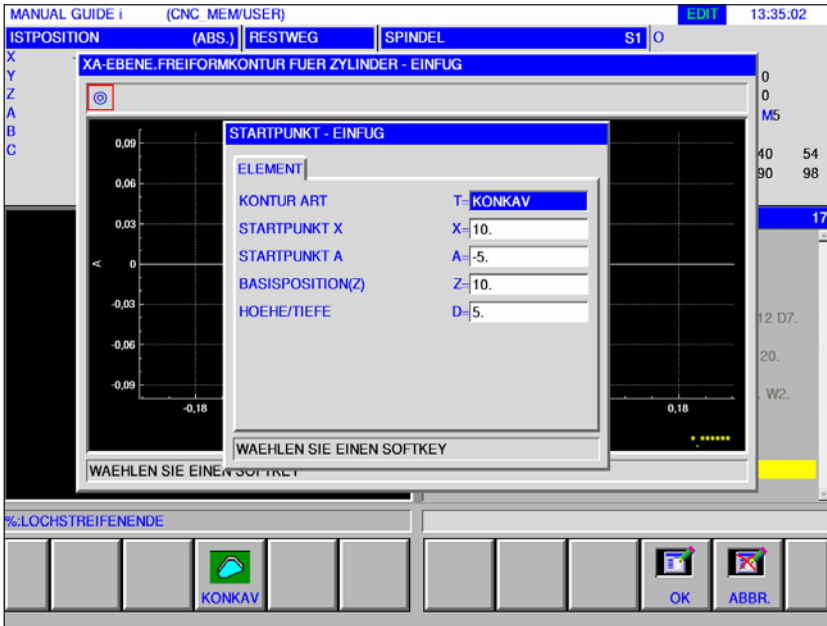 MANUAL GUIDE i (CNC_MEM/USER) EDIT 13:35:02
ISTPOSITION (ABS.) RESTWEG SPINDEL S1 O
X
Y
Z
A
B
C
0
0
M5
40 54
90 98
17
12 D7.
20.
. W2.
XA-EBENE.FREIFORMKONTUR FUER ZYLINDER - EINFUG
0,09
0,06
0,03
A 0
-0,03
-0,06
-0,09
-0,18 0,18
*.******
STARTPUNKT - EINFUG
ELEMENT
KONTUR ART T=KONKAV
STARTPUNKT X X=10.
STARTPUNKT A A=-5.
BASISPOSITION(Z) Z=10.
HOEHE/TIEFE D=5.
WAEHLEN SIE EINEN SOFTKEY
WAEHLEN SIE EINEN SOFTKEY
%:LOCHSTREIFENENDE
KONKAV OK ABBR.